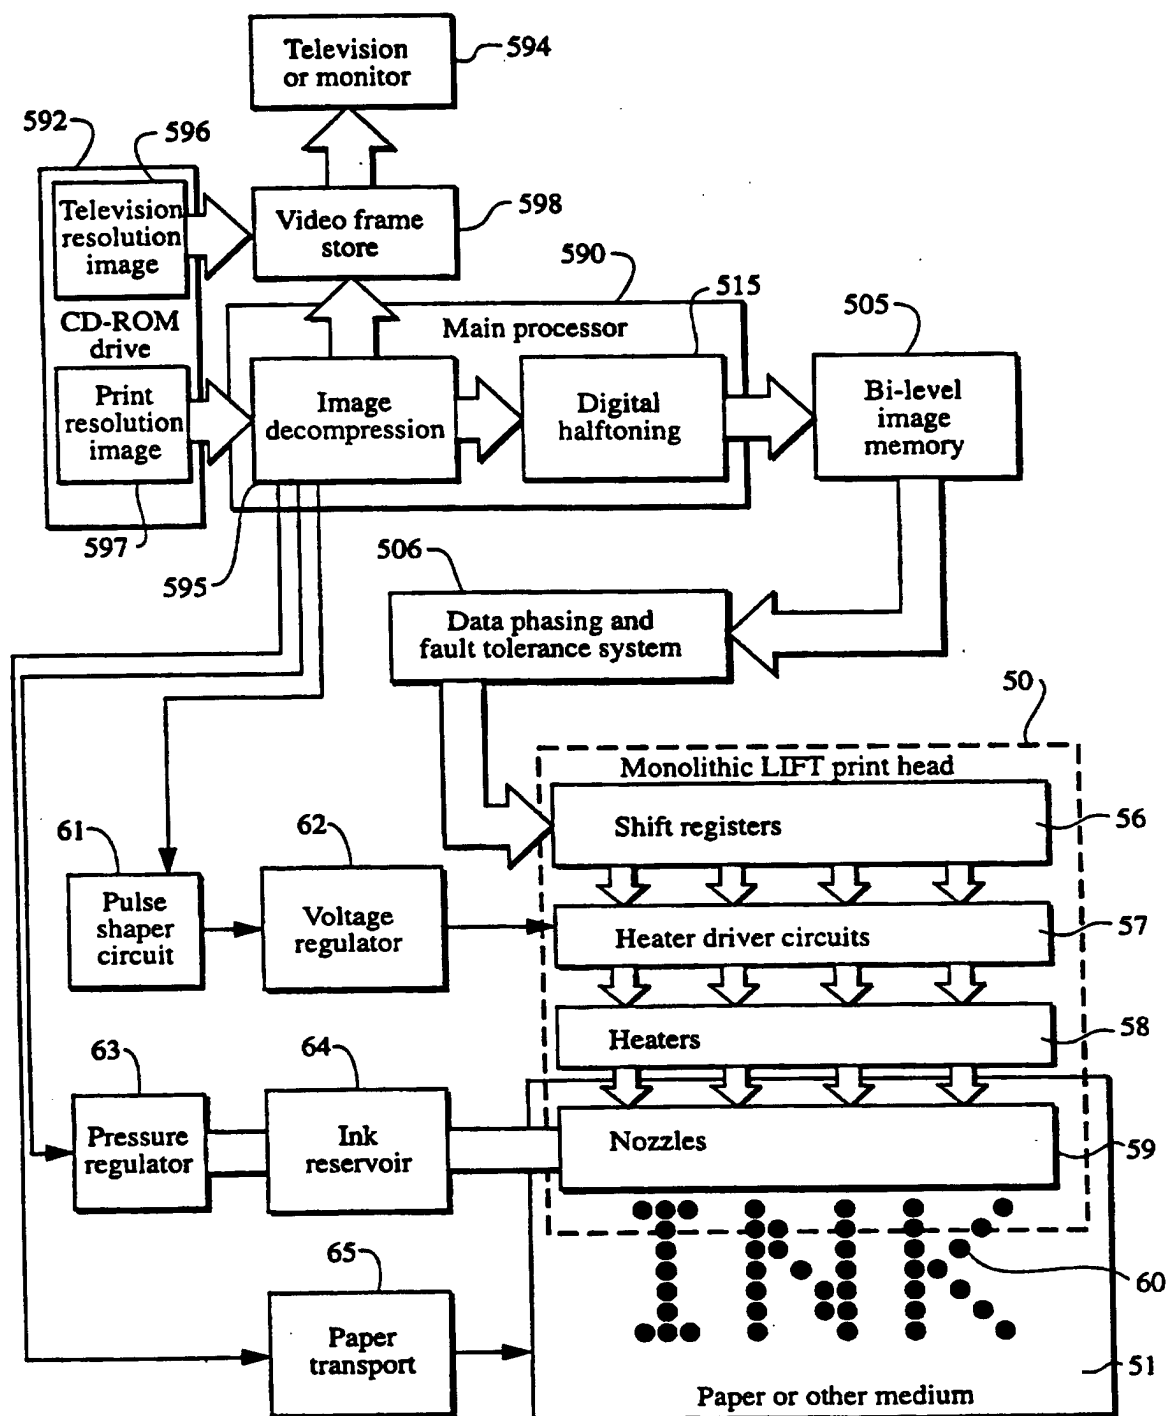 Television
or monitor
594
592
596
Television
resolution
image
Video frame
store
598
590
515
505
CD-ROM
drive
Main processor
Print
resolution
image
Image
decompression
Digital
halftoning
Bi-level
image
memory
597
595
506
Data phasing and
fault tolerance system
50
Monolithic LIFT print head
61
62
Shift registers
56
Pulse
shaper
circuit
Voltage
regulator
Heater driver circuits
57
Heaters
58
63
64
Pressure
regulator
Ink
reservoir
Nozzles
59
INK
60
65
Paper
transport
51
Paper or other medium